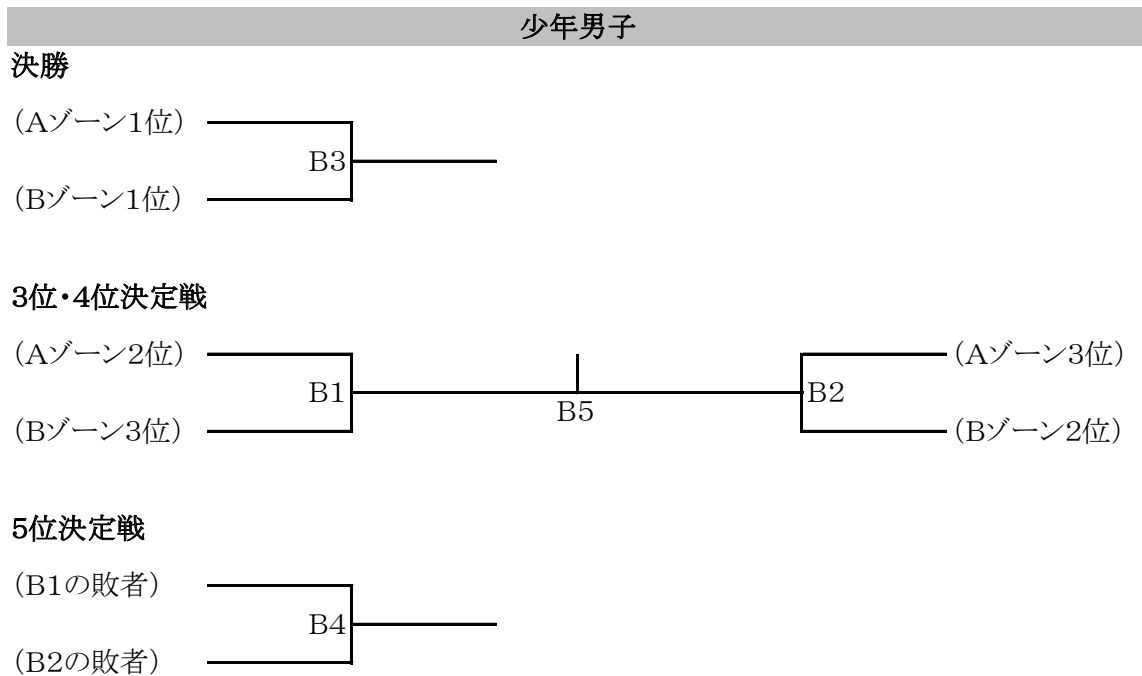 少年男子
決勝
（Aゾーン1位）
B3
（Bゾーン1位）
3位・4位決定戦
（Aゾーン2位） （Aゾーン3位）
B1 B5 B2
（Bゾーン3位） （Bゾーン2位）
5位決定戦
（B1の敗者）
B4
（B2の敗者）